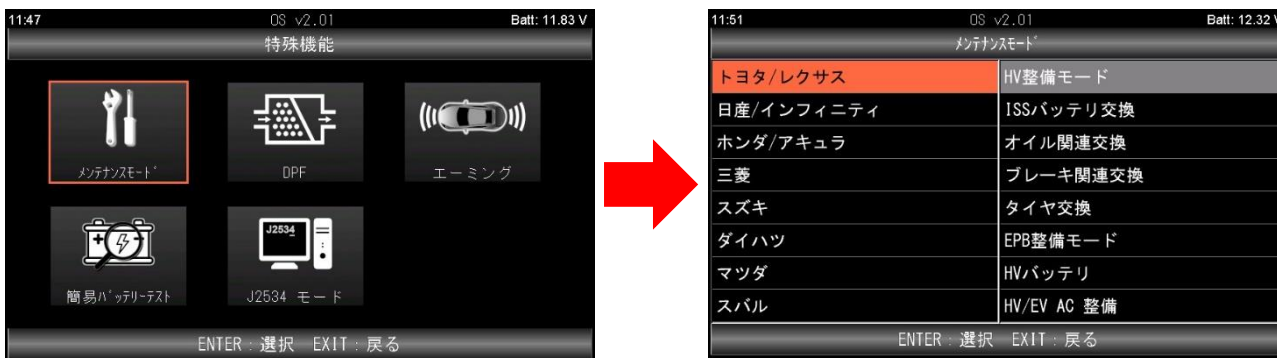 11:47 OS v2.01 Batt: 11.83 V
特殊機能
ﾒﾝﾃﾅﾝｽﾓｰﾄﾞ DPF エーミング
J2534
簡易ﾊﾞｯﾃﾘｰﾃｽﾄ J2534 モード
ENTER : 選択 EXIT : 戻る
11:51 OS v2.01 Batt: 12.32 V
ﾒﾝﾃﾅﾝｽﾓｰﾄﾞ
トヨタ/レクサス HV整備モード
日産/インフィニティ ISSバッテリ交換
ホンダ/アキュラ オイル関連交換
三菱 ブレーキ関連交換
スズキ タイヤ交換
ダイハツ EPB整備モード
マツダ HVバッテリ
スバル HV/EV AC 整備
ENTER : 選択 EXIT : 戻る